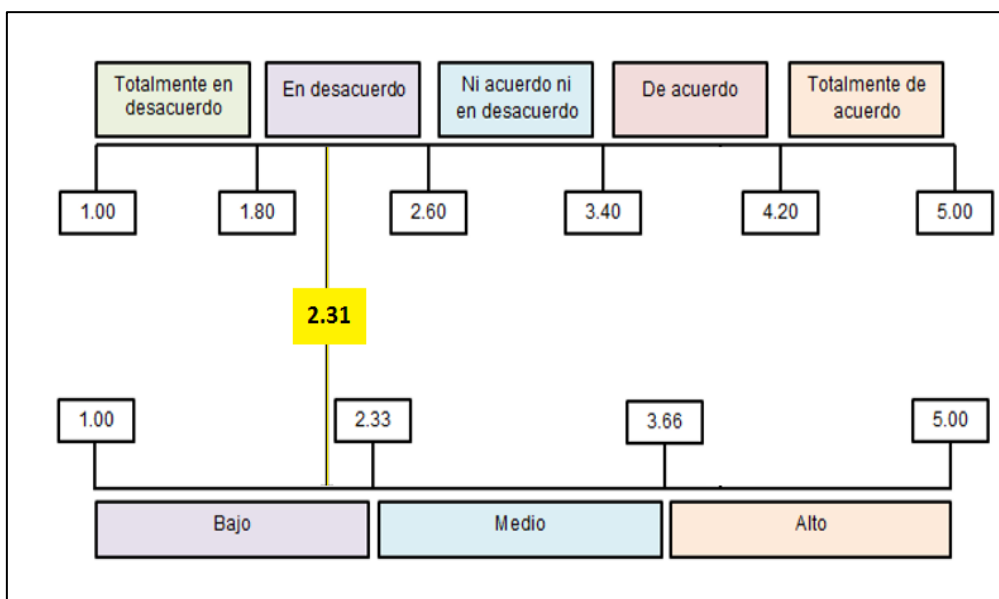 Totalmente en
desacuerdo
En desacuerdo
Ni acuerdo ni
en desacuerdo
De acuerdo
Totalmente de
acuerdo
1.00
1.80
2.60
3.40
4.20
5.00
2.31
1.00
2.33
3.66
5.00
Bajo
Medio
Alto